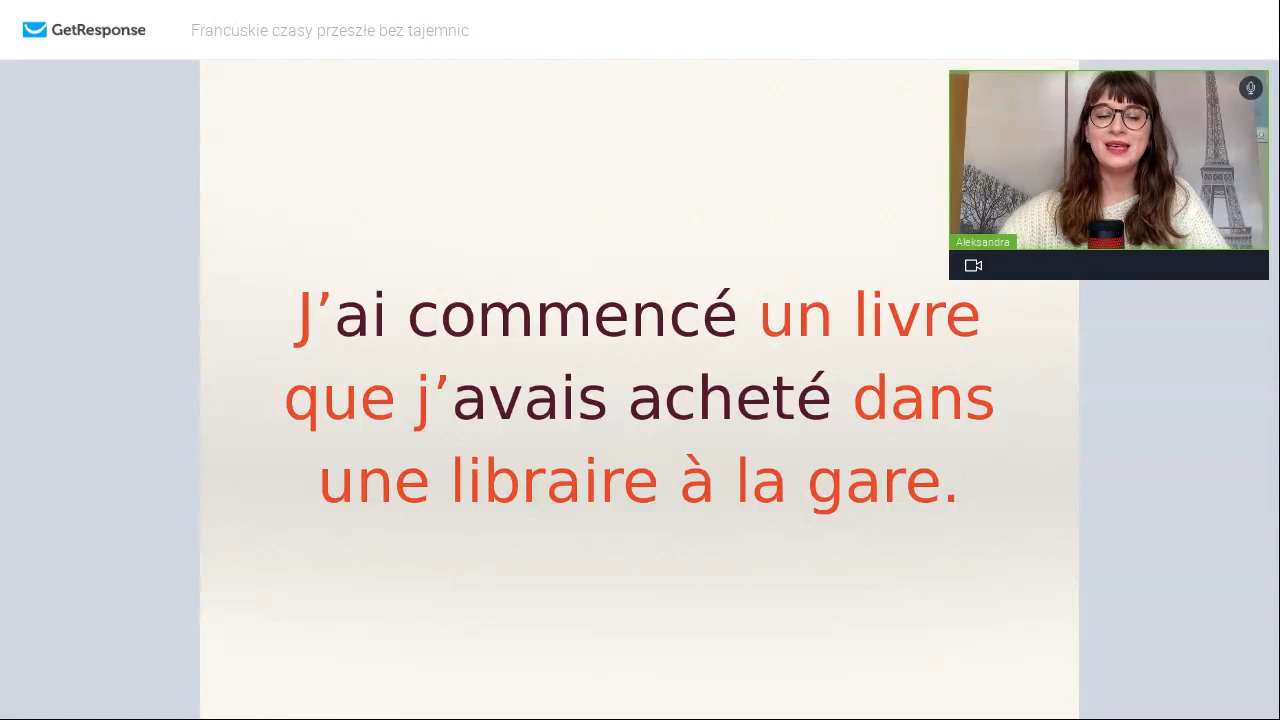 GetResponse
Francuskie czasy przeszłe bez tajemnic
Aleksandra
J’ai commencé un livre
que j’avais acheté dans
une libraire à la gare.